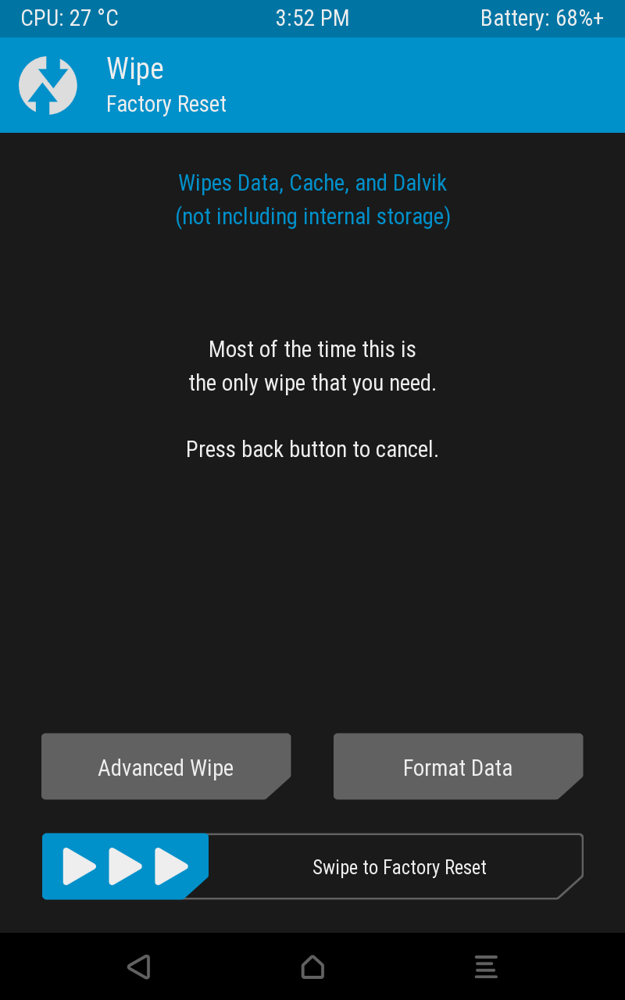 CPU: 27 °C 3:52 PM Battery: 68%+
Wipe
Factory Reset
Wipes Data, Cache, and Dalvik
(not including internal storage)
Most of the time this is
the only wipe that you need.
Press back button to cancel.
Advanced Wipe Format Data
Swipe to Factory Reset